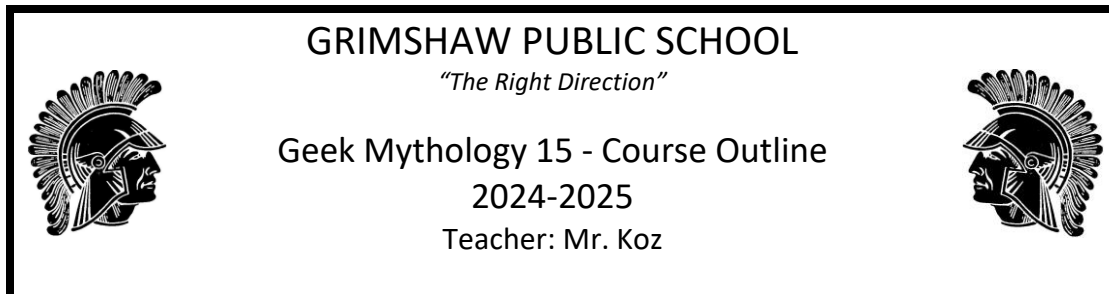 GRIMSHAW PUBLIC SCHOOL
“The Right Direction”
Geek Mythology 15 - Course Outline
2024-2025
Teacher: Mr. Koz